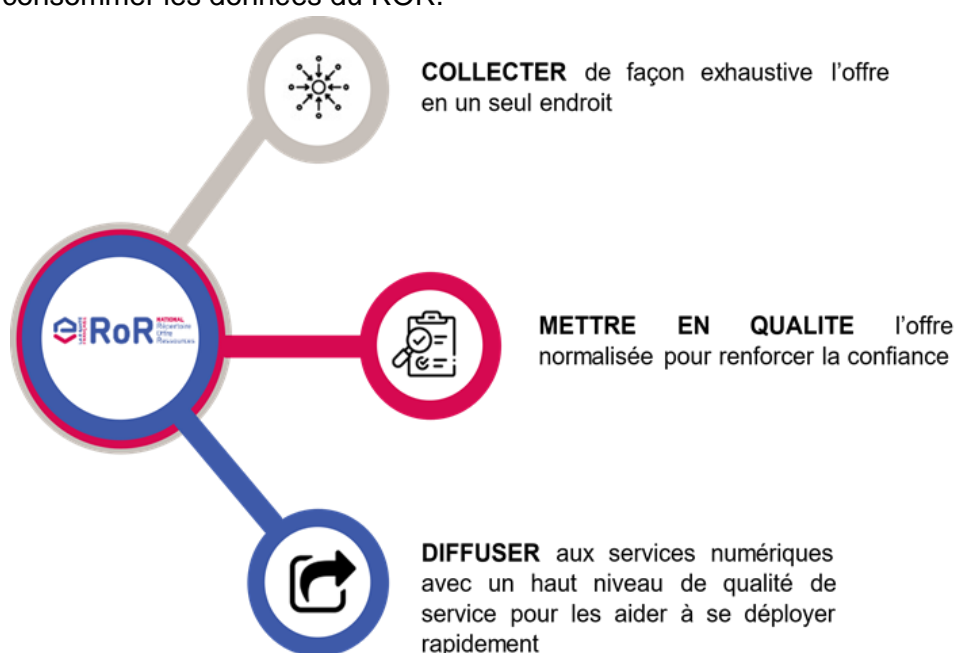 consommer les données du ROR.
COLLECTER de façon exhaustive l'offre
en un seul endroit
RoR
NATIONAL
Répertoire
Offre
Ressources
METTRE EN QUALITE l'offre
normalisée pour renforcer la confiance
DIFFUSER aux services numériques
avec un haut niveau de qualité de
service pour les aider à se déployer
rapidement